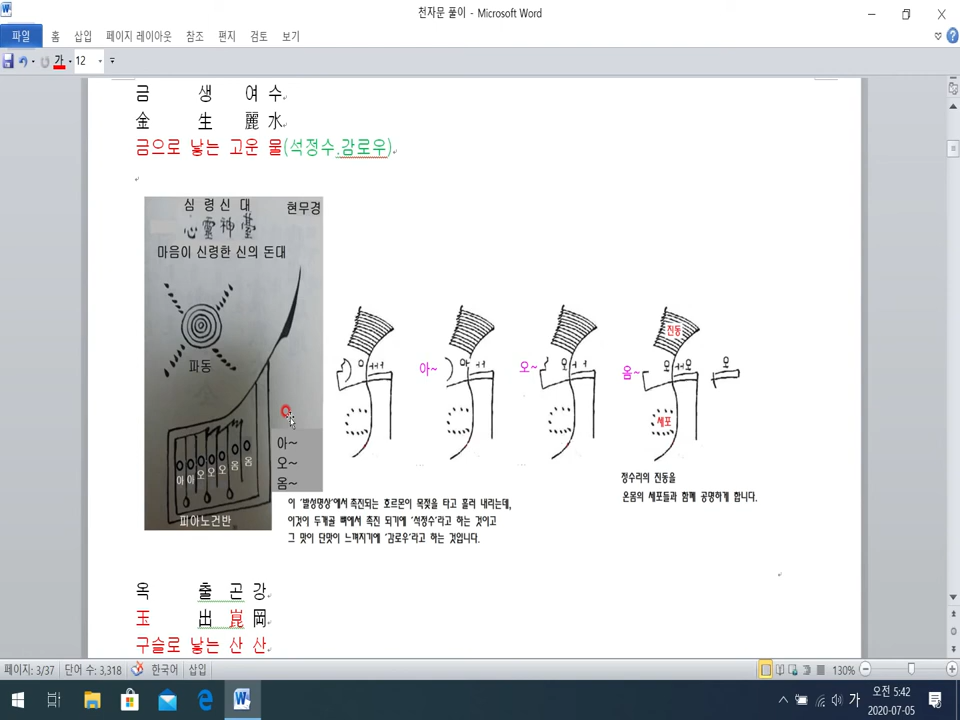 천자문 풀이 - Microsoft Word
파일 홈 삽입 페이지 레이아웃 참조 편지 검토 보기
가 12
금 생 여 수
金 生 麗 水
금으로 낳는 고운 물(석정수,감로우)
심 령 신 대
현무경
心 靈 神 臺
마음이 신령한 신의 돈대
파동
아 아 오 오 오 옴 옴
피아노건반
아~
오~
옴~
아
아~ 아
오~ 오
옴~ 오 오
진동
세포
오
정수리의 진동을
온몸의 세포들과 함께 공명하게 합니다.
이 '발성명상'에서 촉진되는 호르몬이 목젖을 타고 흘러 내리는데,
이것이 두개골 뼈에서 촉진 되기에 '석정수'라고 하는 것이고
그 맛이 단맛이 느껴지기에 '감로우'라고 하는 것입니다.
옥 출 곤 강
玉 出 崑 岡
구슬로 낳는 산 산
페이지: 3/37 단어 수: 3,318 한국어 삽입 130%
가 오전 5:42
2020-07-05